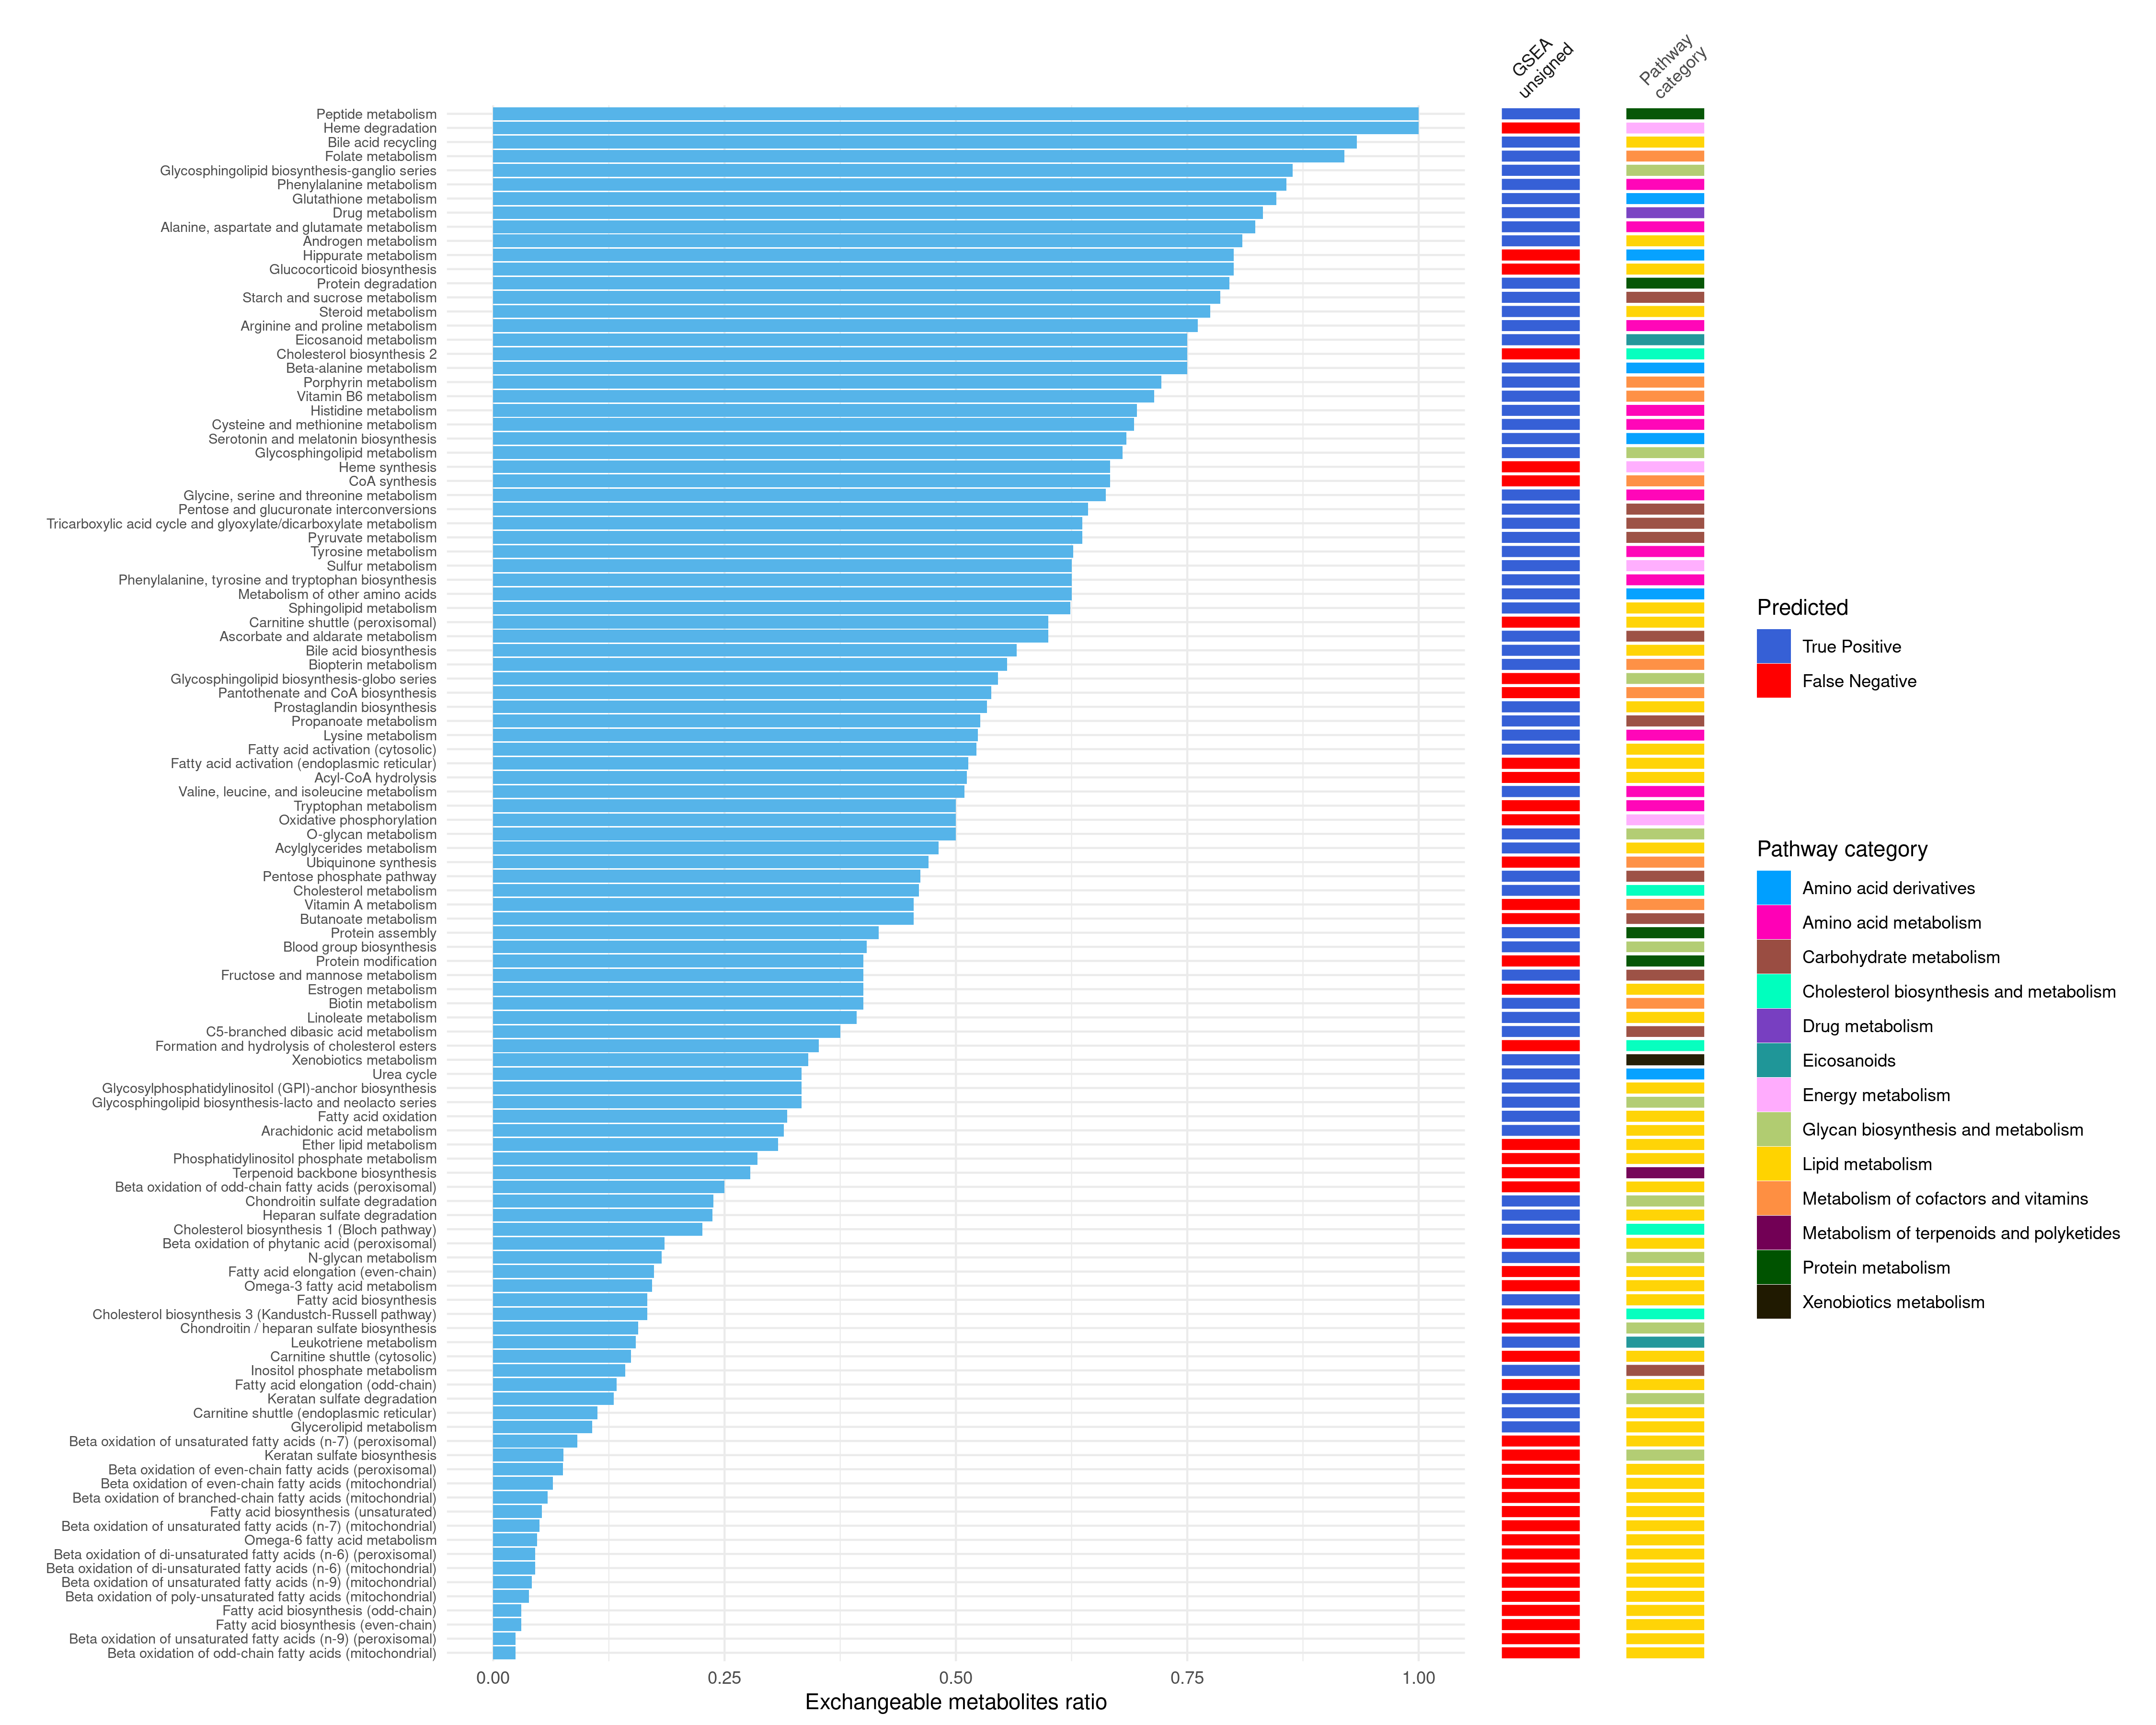 GSEA
unsigned
Pathway
category
Peptide metabolism
Heme degradation
Bile acid recycling
Folate metabolism
Glycosphingolipid biosynthesis-ganglio series
Phenylalanine metabolism
Glutathione metabolism
Drug metabolism
Alanine, aspartate and glutamate metabolism
Androgen metabolism
Hippurate metabolism
Glucocorticoid biosynthesis
Protein degradation
Starch and sucrose metabolism
Steroid metabolism
Arginine and proline metabolism
Eicosanoid metabolism
Cholesterol biosynthesis 2
Beta-alanine metabolism
Porphyrin metabolism
Vitamin B6 metabolism
Histidine metabolism
Cysteine and methionine metabolism
Serotonin and melatonin biosynthesis
Glycosphingolipid metabolism
Heme synthesis
CoA synthesis
Glycine, serine and threonine metabolism
Pentose and glucuronate interconversions
Tricarboxylic acid cycle and glyoxylate/dicarboxylate metabolism
Pyruvate metabolism
Tyrosine metabolism
Sulfur metabolism
Phenylalanine, tyrosine and tryptophan biosynthesis
Metabolism of other amino acids
Sphingolipid metabolism
Carnitine shuttle (peroxisomal)
Ascorbate and aldarate metabolism
Bile acid biosynthesis
Biopterin metabolism
Glycosphingolipid biosynthesis-globo series
Pantothenate and CoA biosynthesis
Prostaglandin biosynthesis
Propanoate metabolism
Lysine metabolism
Fatty acid activation (cytosolic)
Fatty acid activation (endoplasmic reticular)
Acyl-CoA hydrolysis
Valine, leucine, and isoleucine metabolism
Tryptophan metabolism
Oxidative phosphorylation
O-glycan metabolism
Acylglycerides metabolism
Ubiquinone synthesis
Pentose phosphate pathway
Cholesterol metabolism
Vitamin A metabolism
Butanoate metabolism
Protein assembly
Blood group biosynthesis
Protein modification
Fructose and mannose metabolism
Estrogen metabolism
Biotin metabolism
Linoleate metabolism
C5-branched dibasic acid metabolism
Formation and hydrolysis of cholesterol esters
Xenobiotics metabolism
Urea cycle
Glycosylphosphatidylinositol (GPI)-anchor biosynthesis
Glycosphingolipid biosynthesis-lacto and neolacto series
Fatty acid oxidation
Arachidonic acid metabolism
Ether lipid metabolism
Phosphatidylinositol phosphate metabolism
Terpenoid backbone biosynthesis
Beta oxidation of odd-chain fatty acids (peroxisomal)
Chondroitin sulfate degradation
Heparan sulfate degradation
Cholesterol biosynthesis 1 (Bloch pathway)
Beta oxidation of phytanic acid (peroxisomal)
N-glycan metabolism
Fatty acid elongation (even-chain)
Omega-3 fatty acid metabolism
Fatty acid biosynthesis
Cholesterol biosynthesis 3 (Kandustch-Russell pathway)
Chondroitin / heparan sulfate biosynthesis
Leukotriene metabolism
Carnitine shuttle (cytosolic)
Inositol phosphate metabolism
Fatty acid elongation (odd-chain)
Keratan sulfate degradation
Carnitine shuttle (endoplasmic reticular)
Glycerolipid metabolism
Beta oxidation of unsaturated fatty acids (n-7) (peroxisomal)
Keratan sulfate biosynthesis
Beta oxidation of even-chain fatty acids (peroxisomal)
Beta oxidation of even-chain fatty acids (mitochondrial)
Beta oxidation of branched-chain fatty acids (mitochondrial)
Fatty acid biosynthesis (unsaturated)
Beta oxidation of unsaturated fatty acids (n-7) (mitochondrial)
Omega-6 fatty acid metabolism
Beta oxidation of di-unsaturated fatty acids (n-6) (peroxisomal)
Beta oxidation of di-unsaturated fatty acids (n-6) (mitochondrial)
Beta oxidation of unsaturated fatty acids (n-9) (mitochondrial)
Beta oxidation of poly-unsaturated fatty acids (mitochondrial)
Fatty acid biosynthesis (odd-chain)
Fatty acid biosynthesis (even-chain)
Beta oxidation of unsaturated fatty acids (n-9) (peroxisomal)
Beta oxidation of odd-chain fatty acids (mitochondrial)
0.00 0.25 0.50 0.75 1.00
Exchangeable metabolites ratio
Predicted
True Positive
False Negative
Pathway category
Amino acid derivatives
Amino acid metabolism
Carbohydrate metabolism
Cholesterol biosynthesis and metabolism
Drug metabolism
Eicosanoids
Energy metabolism
Glycan biosynthesis and metabolism
Lipid metabolism
Metabolism of cofactors and vitamins
Metabolism of terpenoids and polyketides
Protein metabolism
Xenobiotics metabolism